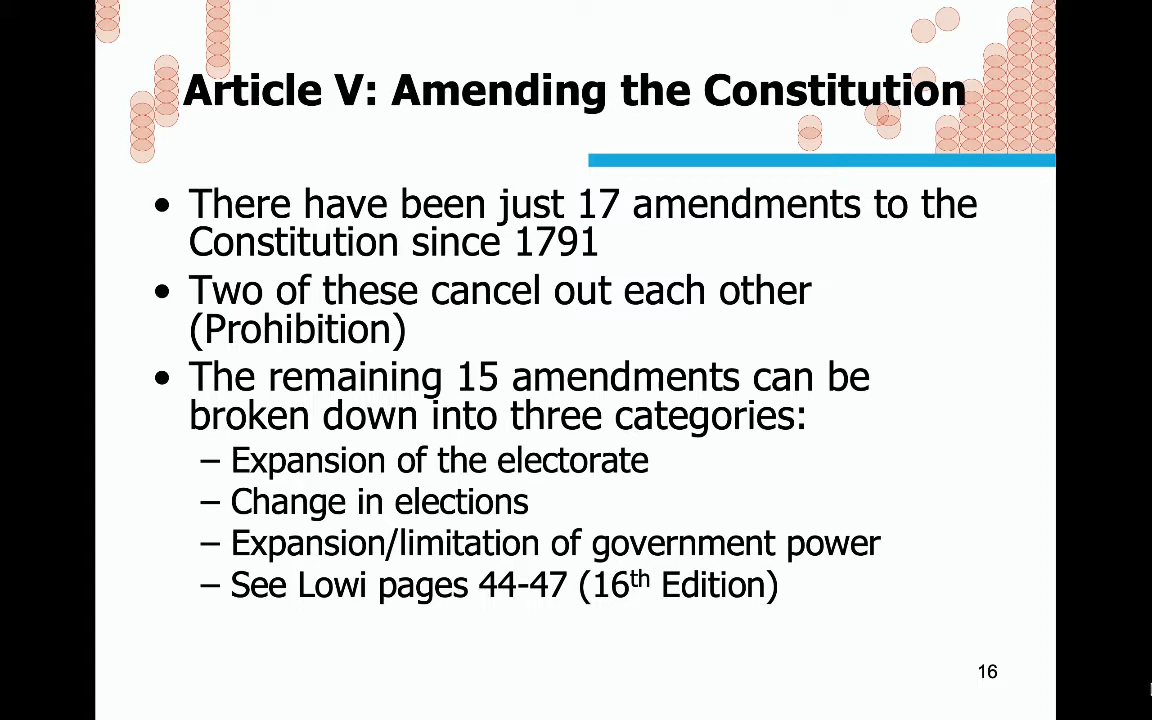 Article V: Amending the Constitution
• There have been just 17 amendments to the
Constitution since 1791
• Two of these cancel out each other
(Prohibition)
• The remaining 15 amendments can be
broken down into three categories:
– Expansion of the electorate
– Change in elections
– Expansion/limitation of government power
– See Lowi pages 44-47 (16th Edition)
16